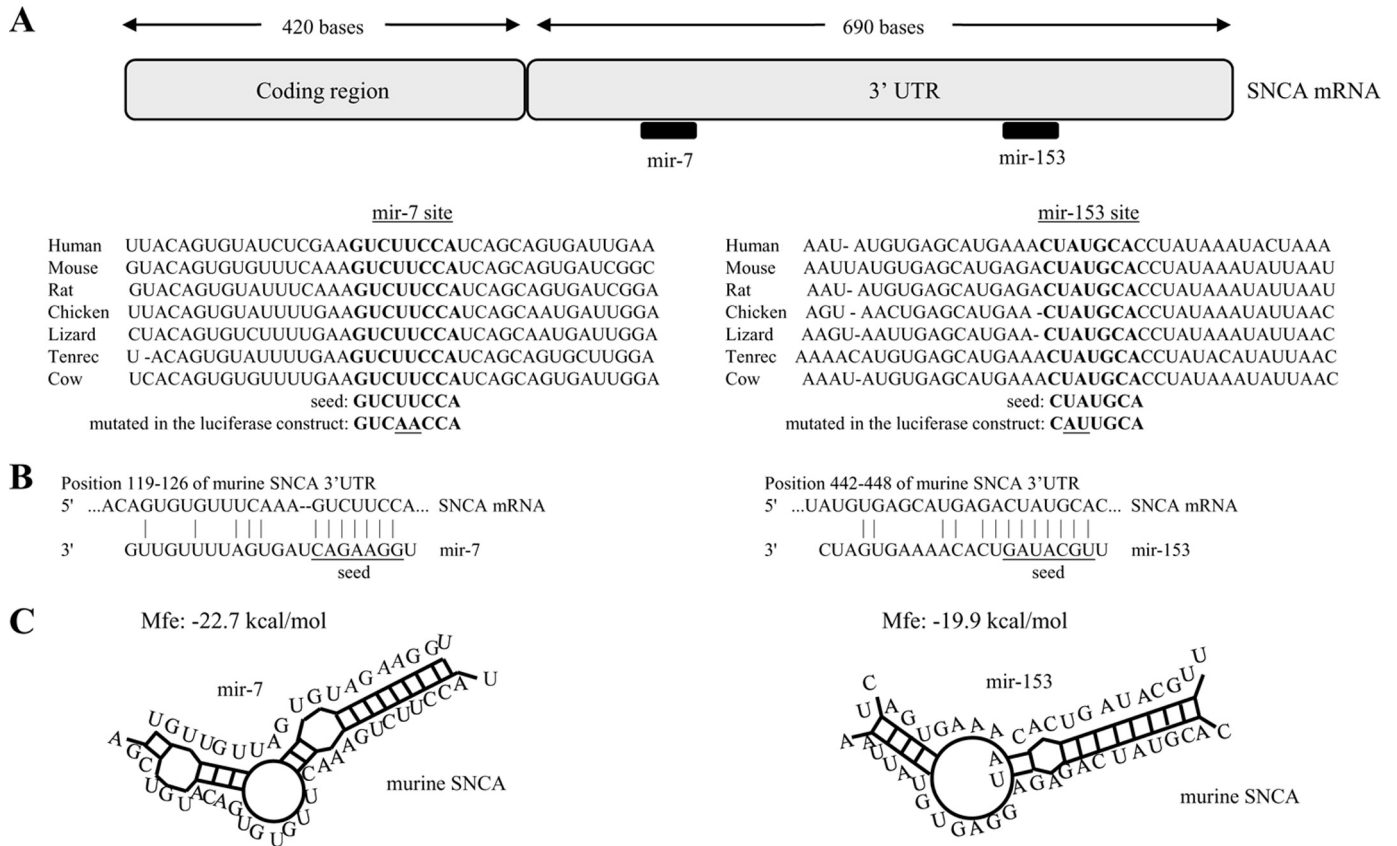 A
420 bases
690 bases
Coding region
3’ UTR
SNCA mRNA
mir-7
mir-153
mir-7 site
Human UUACAGUGUAUCUCGAAGUCUUCCAUCAGCAGUGAUUGAA
Mouse GUACAGUGUGUUUCAAAGUCUUCCAUCAGCAGUGAUCGGC
Rat GUACAGUGUAUUUCAAAGUCUUCCAUCAGCAGUGAUCGGA
Chicken UUACAGUGUAUUUUGAAGUCUUCCAUCAGCAAUGAUUGGA
Lizard CUACAGUGUCUUUUGAAGUCUUCCAUCAGCAAUGAUUGGA
Tenrec U -ACAGUGUAUUUUGAAGUCUUCCAUCAGCAGUGCUUGGA
Cow UCACAGUGUGUUUUGAAGUCUUCCAUCAGCAGUGAUUGGA
seed: GUCUUCCA
mutated in the luciferase construct: GUCAACCA
mir-153 site
Human AAU- AUGUGAGCAUGAAACUAUGCACCUAUAAAUACUAAA
Mouse AAUUAUGUGAGCAUGAGACUAUGCACCUAUAAAUAUUAAU
Rat AAU- AUGUGAGCAUGAGACUAUGCACCUAUAAAUAUUAAU
Chicken AGU - AACUGAGCAUGAA -CUAUGCACCUAUAAAUAUUAAC
Lizard AAGU- AAUUGAGCAUGAA- CUAUGCACCUAUAAAUAUUAAC
Tenrec AAAACAUGUGAGCAUGAAACUAUGCACCUAUACAUAUUAAC
Cow AAAU-AUGUGAGCAUGAAACUAUGCACCUAUAAAUAUUAAC
seed: CUAUGCA
mutated in the luciferase construct: CAUUGCA
B
Position 119-126 of murine SNCA 3’UTR
5' ...ACAGUGUGUUUCAAA--GUCUUCCA... SNCA mRNA
3' GUUGUUUUAGUGAUCAGAAGGU mir-7
seed
Position 442-448 of murine SNCA 3’UTR
5' ...UAUGUGAGCAUGAGACUAUGCAC... SNCA mRNA
3' CUAGUGAAAACACUGAUACGUU mir-153
seed
C
Mfe: -22.7 kcal/mol
mir-7
UGUUGUUAGUGUAGAAGGU
AGCUGUACAGUGUGUUCAAAGUCUUCCAU
murine SNCA
Mfe: -19.9 kcal/mol
mir-153
CUAGUGAAACACUGAUACGUU
AAUUAUGUGAGGAGAGACUAUGCAC
UA
murine SNCA